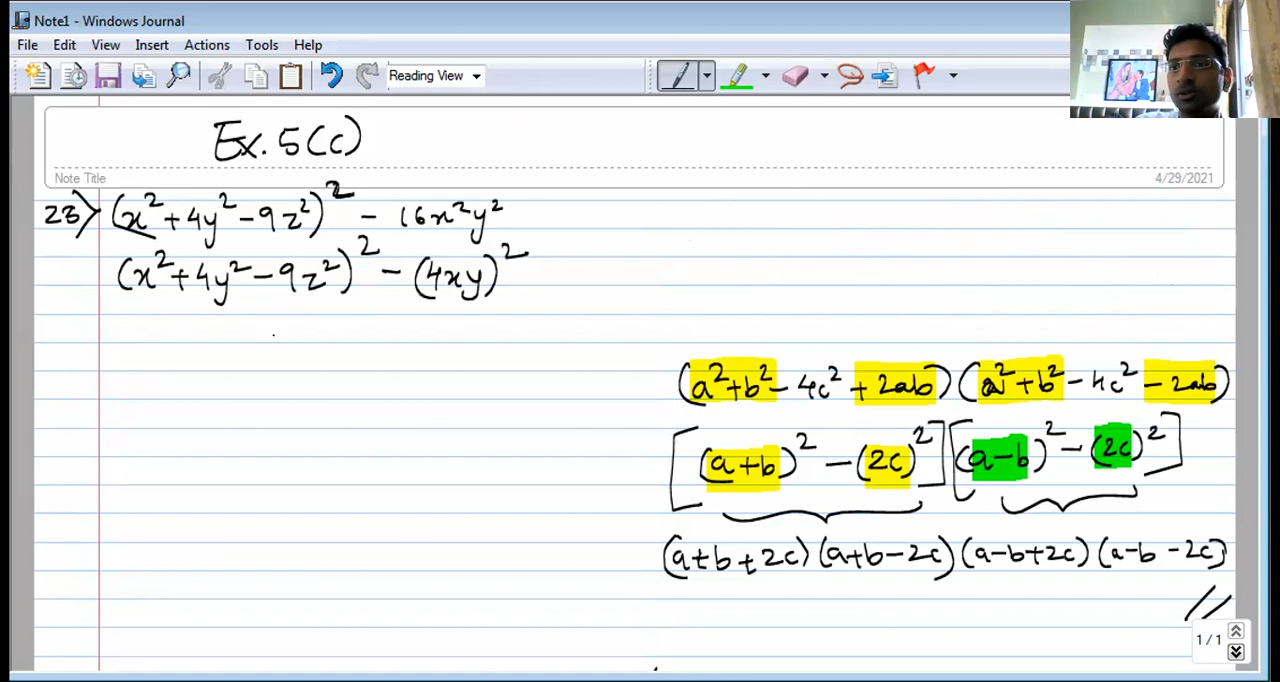 Note1 - Windows Journal
File Edit View Insert Actions Tools Help
Reading View
Ex. 5(c)
Note Title
4/29/2021
23) (x²+4y²-9z²)² - 16x²y²
(x²+4y²-9z²)² - (4xy)²
(a²+b²-4c²+2ab)(a²+b²-4c²-2ab)
[(a+b)²-(2c)²][(a-b)²-(2c)²]
(a+b+2c)(a+b-2c)(a-b+2c)(a-b-2c)
1/1